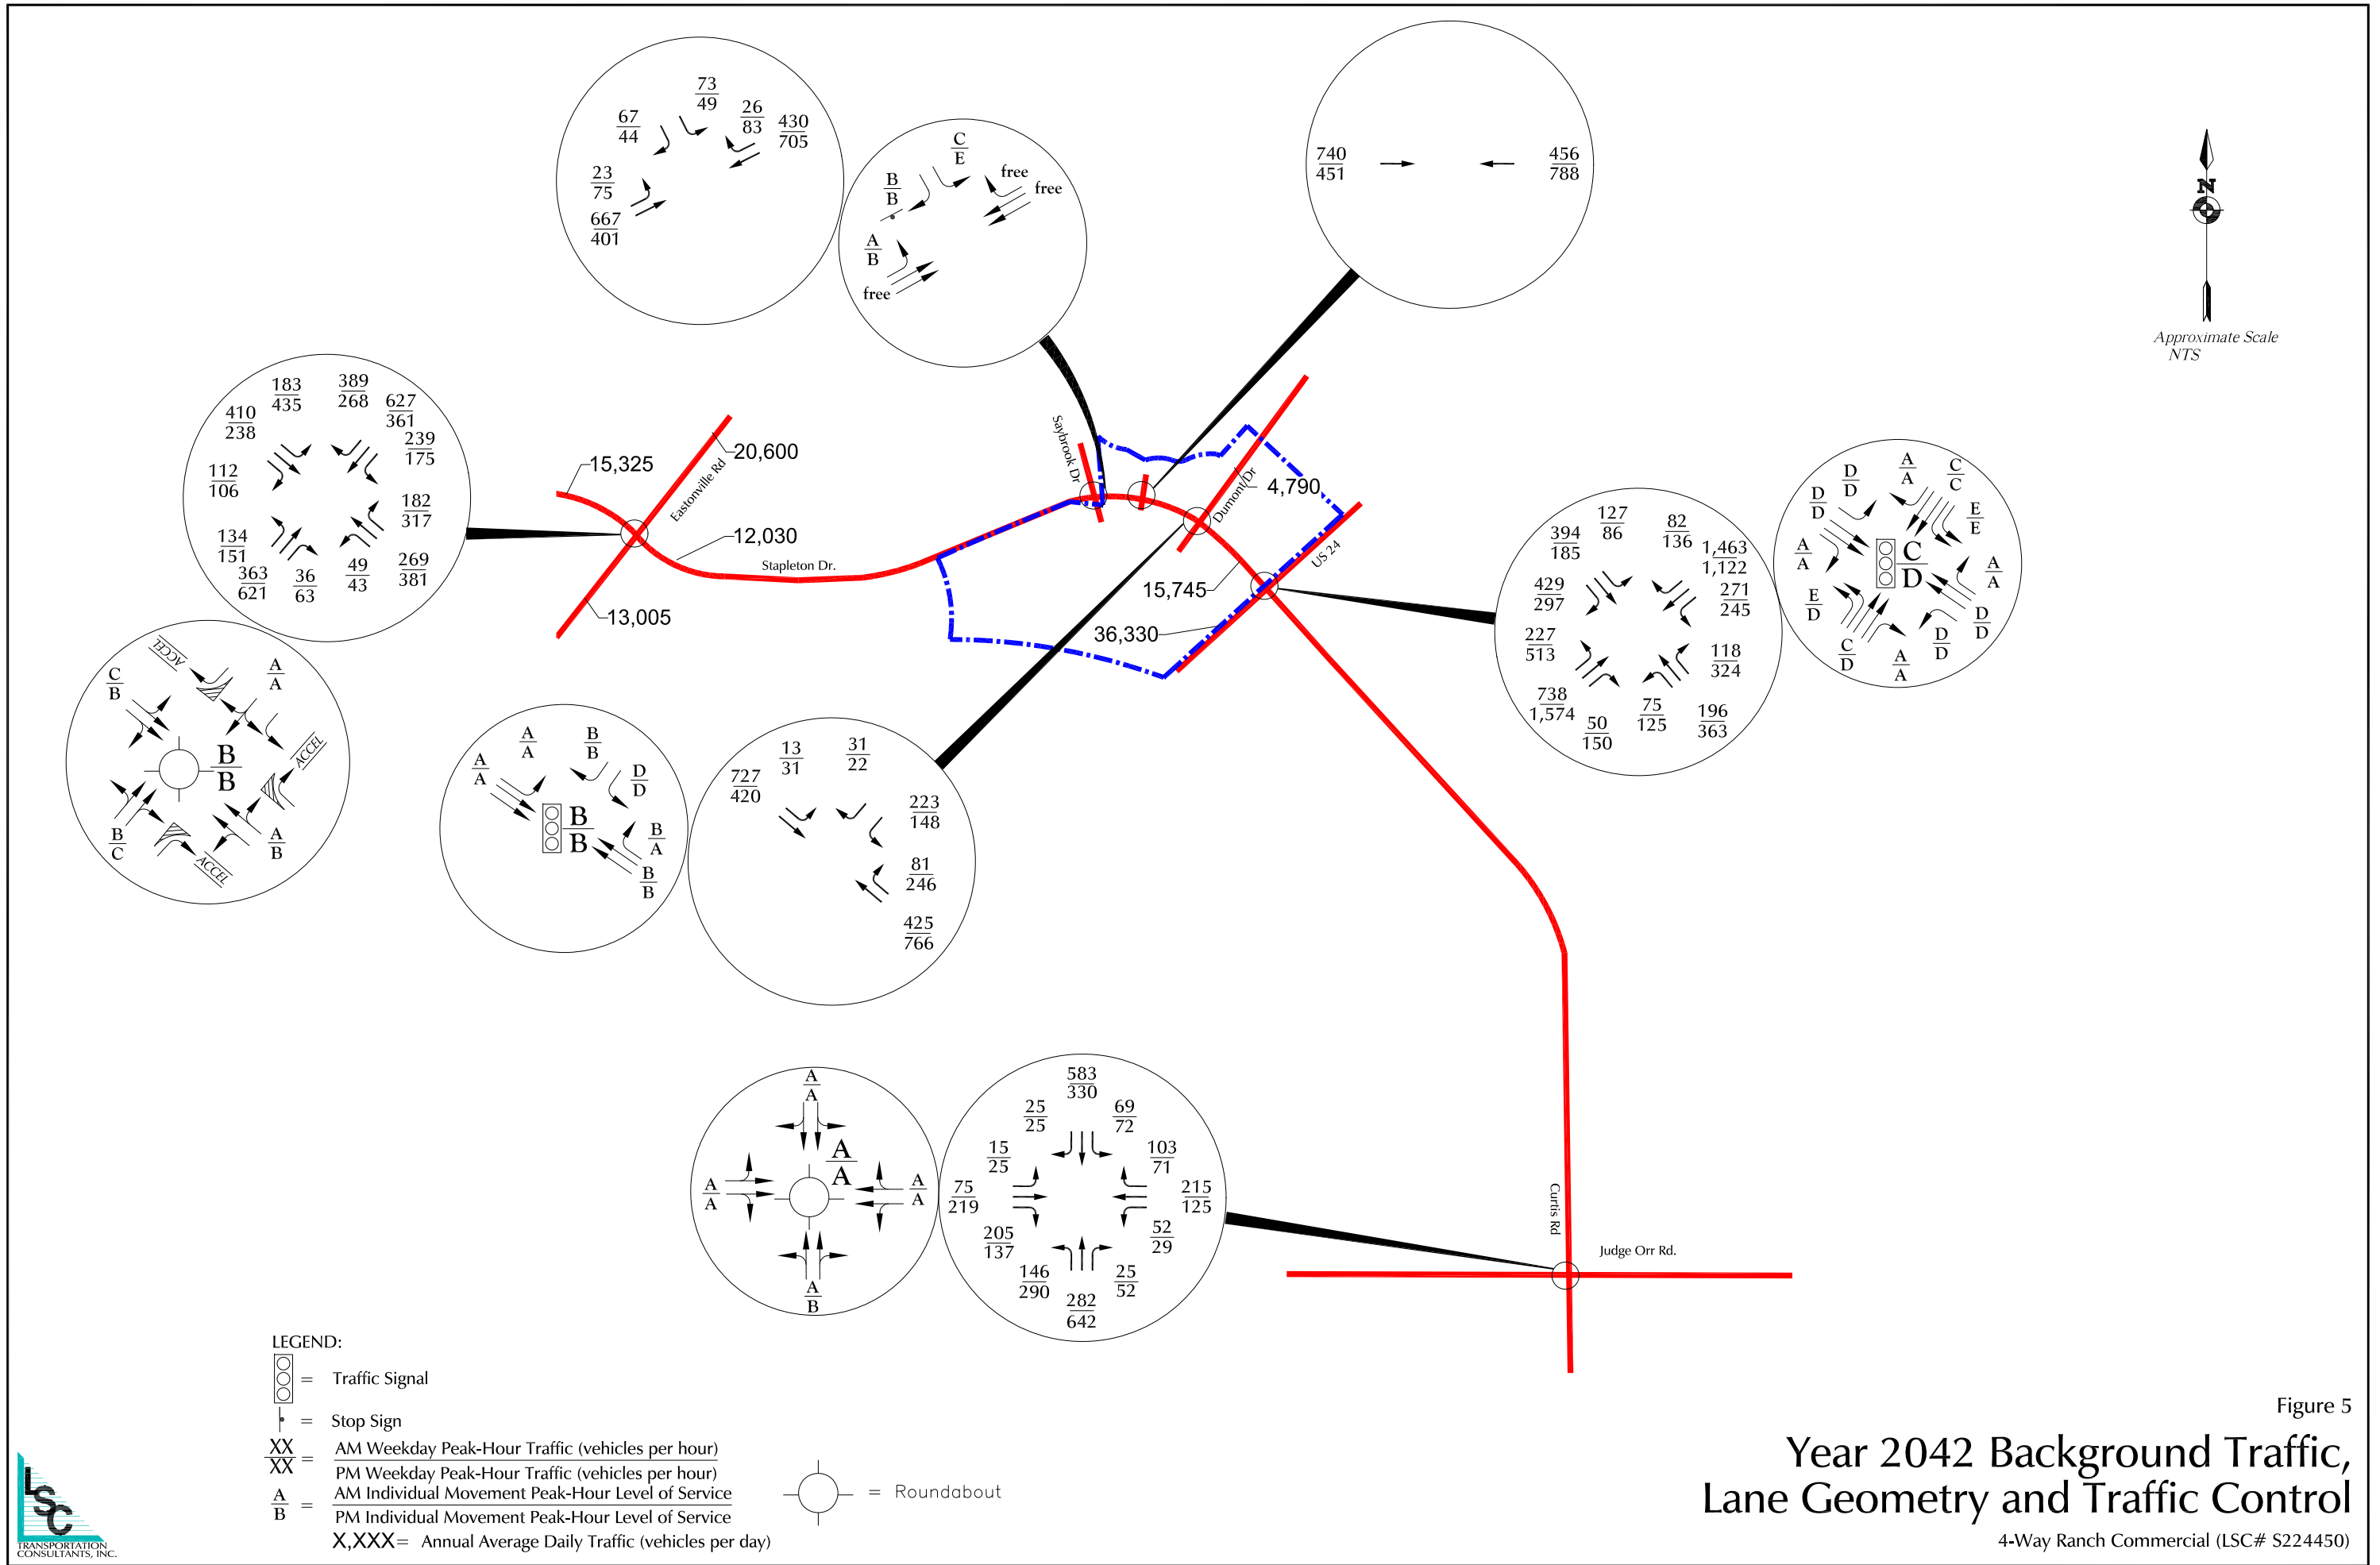 73
49
67
44
26
83
430
705
23
75
667
401
C
E
B
B
free
free
A
B
free
740
451
456
788
N
Approximate Scale
NTS
183
435
389
268
627
361
410
238
239
175
112
106
182
317
134
151
363
621
36
63
49
43
269
381
15,325
20,600
Eastonville Rd
12,030
Stapleton Dr.
13,005
Saybrook Dr
Dumont Dr
4,790
US 24
15,745
36,330
394
185
127
86
82
136
1,463
1,122
429
297
271
245
227
513
118
324
738
1,574
50
150
75
125
196
363
D
D
A
A
C
C
D
D
E
E
A
A
C
D
A
A
E
D
D
D
C
D
A
A
D
D
ACCEL
C
B
A
A
ACCEL
B
B
B
C
ACCEL
A
B
A
A
A
A
B
B
D
D
B
B
B
A
B
B
727
420
13
31
31
22
223
148
81
246
425
766
A
A
A
A
A
A
A
A
A
B
583
330
25
25
69
72
15
25
103
71
75
219
215
125
205
137
52
29
146
290
25
52
282
642
Curtis Rd
Judge Orr Rd.
LEGEND:
= Traffic Signal
= Stop Sign
XX
XX
= AM Weekday Peak-Hour Traffic (vehicles per hour)
PM Weekday Peak-Hour Traffic (vehicles per hour)
A
B
= AM Individual Movement Peak-Hour Level of Service
PM Individual Movement Peak-Hour Level of Service
X,XXX= Annual Average Daily Traffic (vehicles per day)
= Roundabout
LSC
TRANSPORTATION
CONSULTANTS, INC.
Figure 5
Year 2042 Background Traffic,
Lane Geometry and Traffic Control
4-Way Ranch Commercial (LSC# S224450)